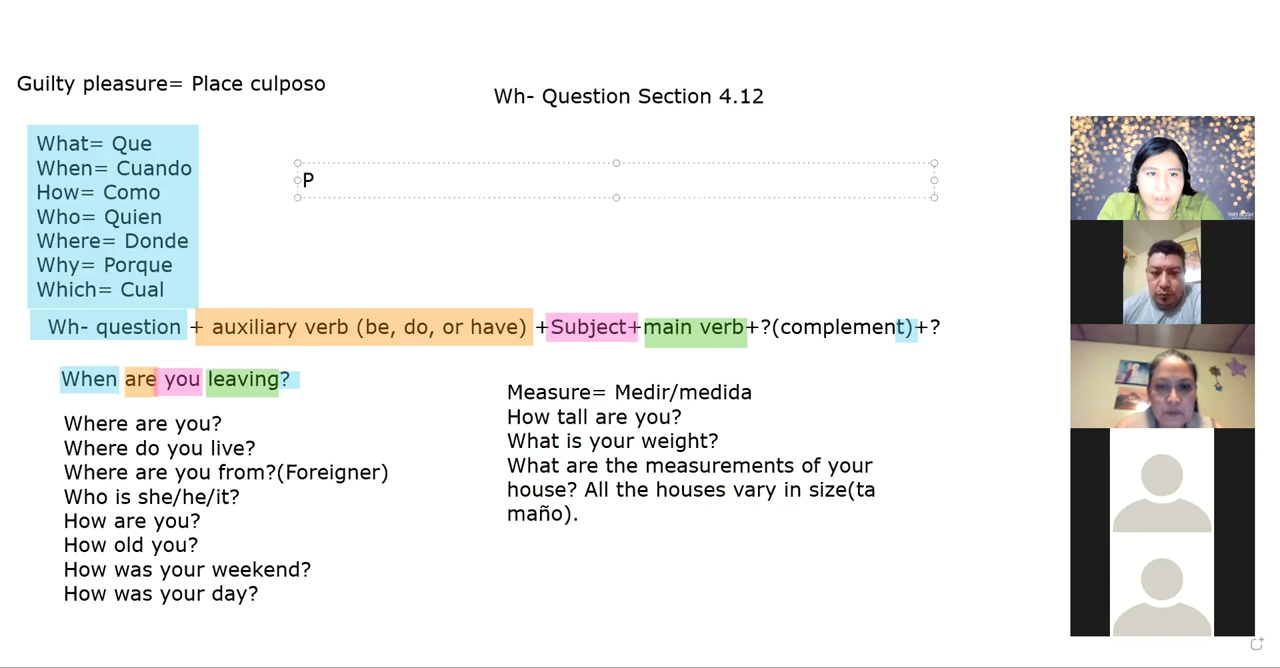 Guilty pleasure= Place culposo
Wh- Question Section 4.12
What= Que
When= Cuando
How= Como
Who= Quien
Where= Donde
Why= Porque
Which= Cual
P
Wh- question + auxiliary verb (be, do, or have) +Subject+main verb+?(complement)+?
When are you leaving?
Where are you?
Where do you live?
Where are you from?(Foreigner)
Who is she/he/it?
How are you?
How old you?
How was your weekend?
How was your day?
Measure= Medir/medida
How tall are you?
What is your weight?
What are the measurements of your
house? All the houses vary in size(ta
maño).